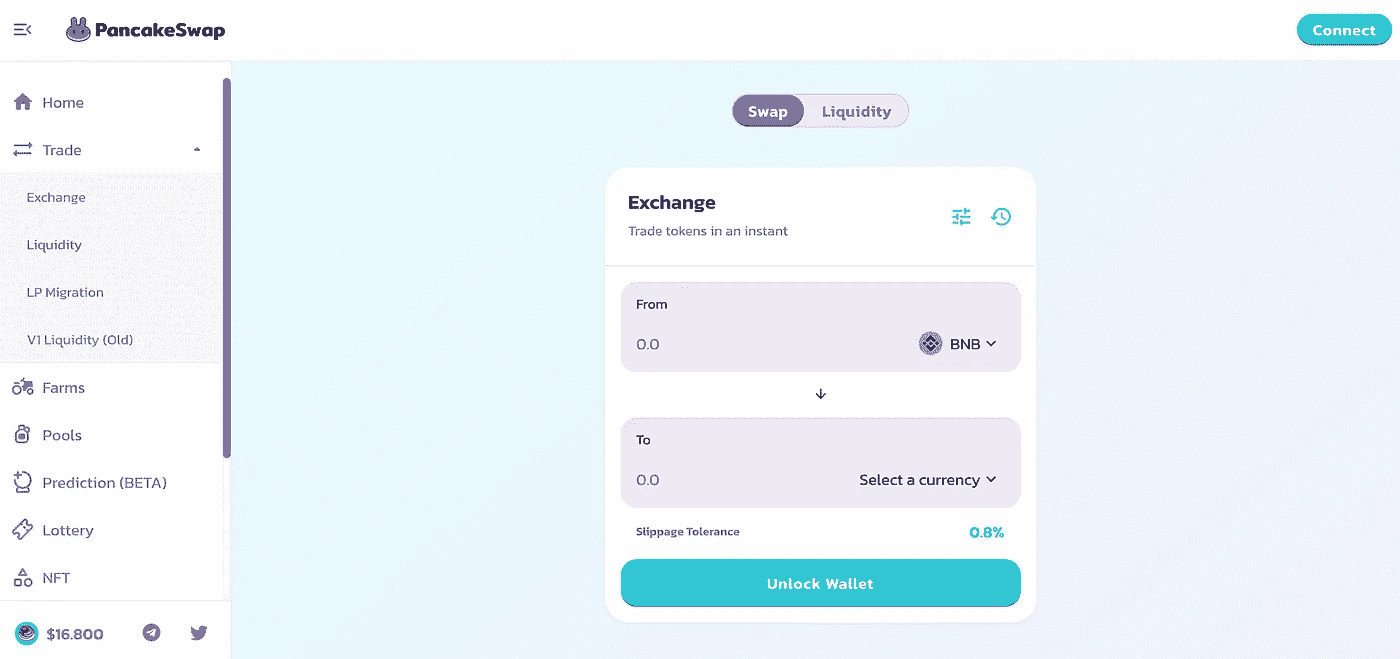 PancakeSwap
Connect
Home
Trade
Exchange
Liquidity
LP Migration
V1 Liquidity (Old)
Farms
Pools
Prediction (BETA)
Lottery
NFT
$16.800
Swap
Liquidity
Exchange
Trade tokens in an instant
From
0.0
BNB
To
0.0
Select a currency
Slippage Tolerance
0.8%
Unlock Wallet